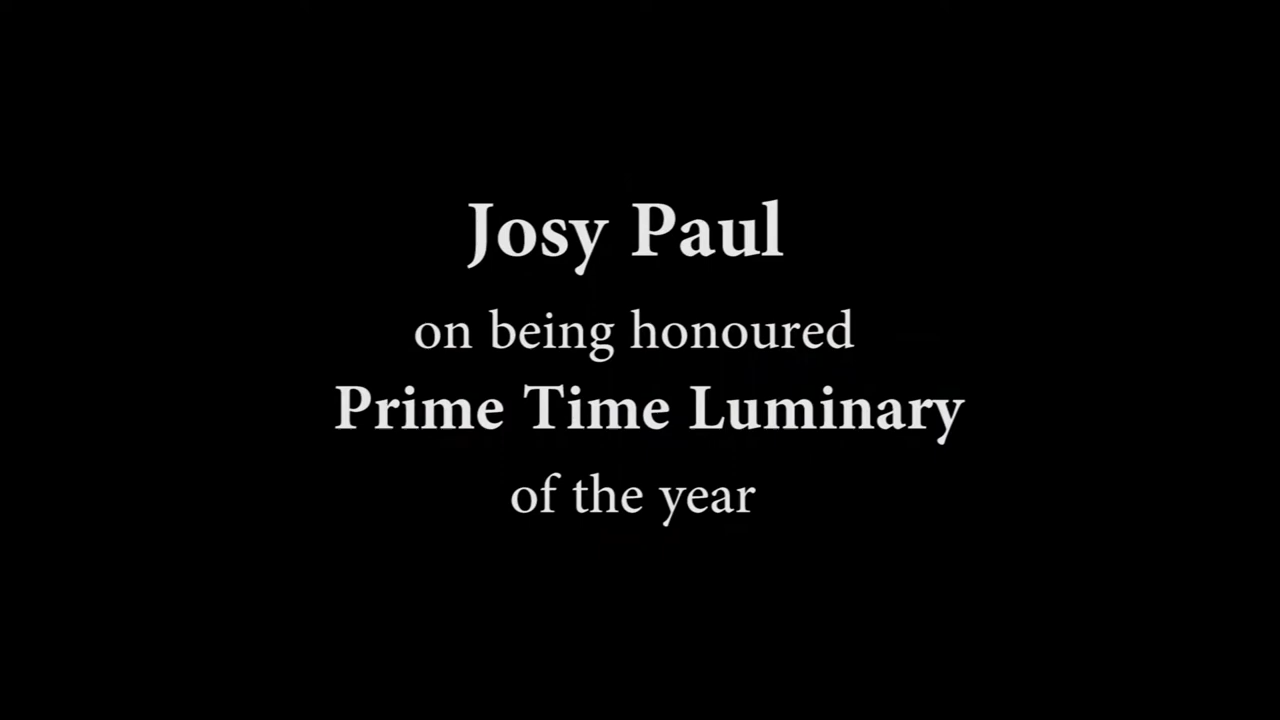 Josy Paul
on being honoured
Prime Time Luminary
of the year